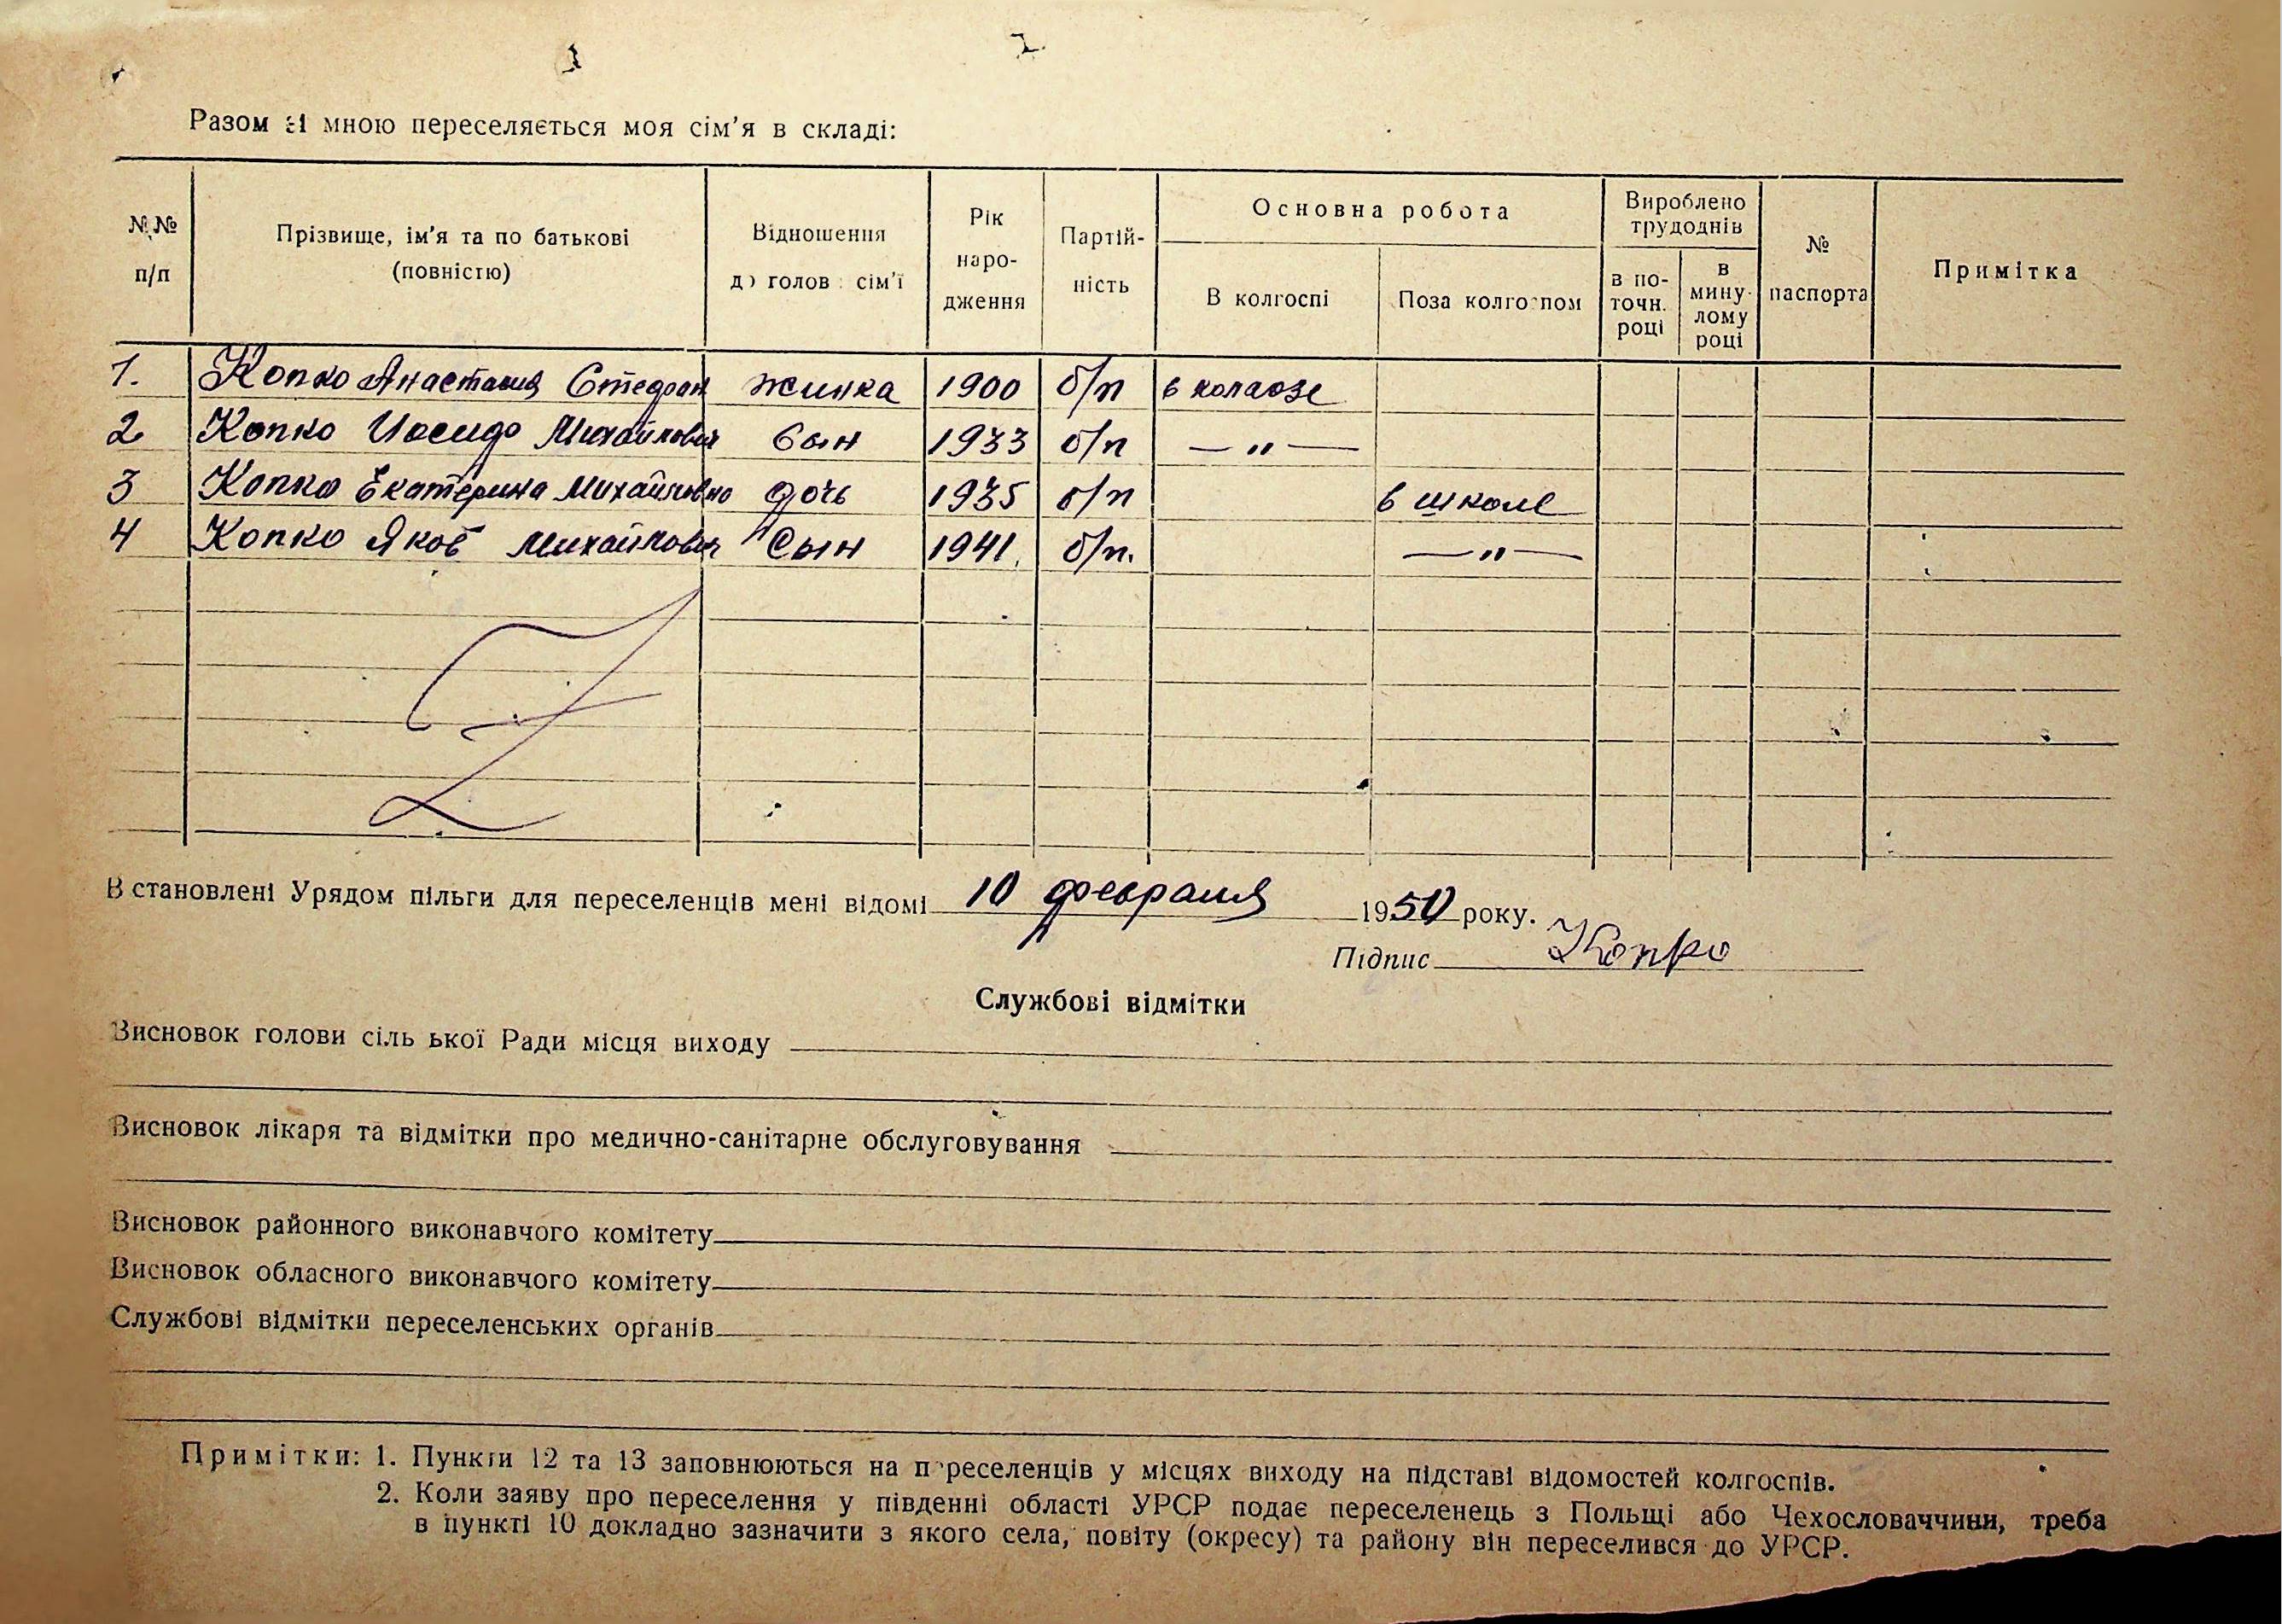 Разом зі мною переселяється моя сім'я в складі:
№№ п/п | Прізвище, ім'я та по батькові (повністю) | Відношення до голов сім'ї | Рік народження | Партійність | Основна робота | Вироблено трудоднів | № паспорта | Примітка
В колгоспі | Поза колгоспом | в поточн. році | в минулому році
1. Копко Анастасия Стефан жинка 1900 б/п в колхозе
2 Копко Иосиф Михайлович Сын 1933 б/п — " —
3 Копко Екатерина Михайловна дочь 1935 б/п в школе
4 Копко Яков Михайлович Сын 1941. б/п. — " —
Встановлені Урядом пільги для переселенців мені відомі 10 февраля 1950 року.
Підпис Копко
Службові відмітки
Висновок голови сільської Ради місця виходу
Висновок лікаря та відмітки про медично-санітарне обслуговування
Висновок районного виконавчого комітету
Висновок обласного виконавчого комітету
Службові відмітки переселенських органів
Примітки: 1. Пункти 12 та 13 заповнюються на переселенців у місцях виходу на підставі відомостей колгоспів.
2. Коли заяву про переселення у південні області УРСР подає переселенець з Польщі або Чехословаччини, треба
в пункті 10 докладно зазначити з якого села, повіту (окресу) та району він переселився до УРСР.